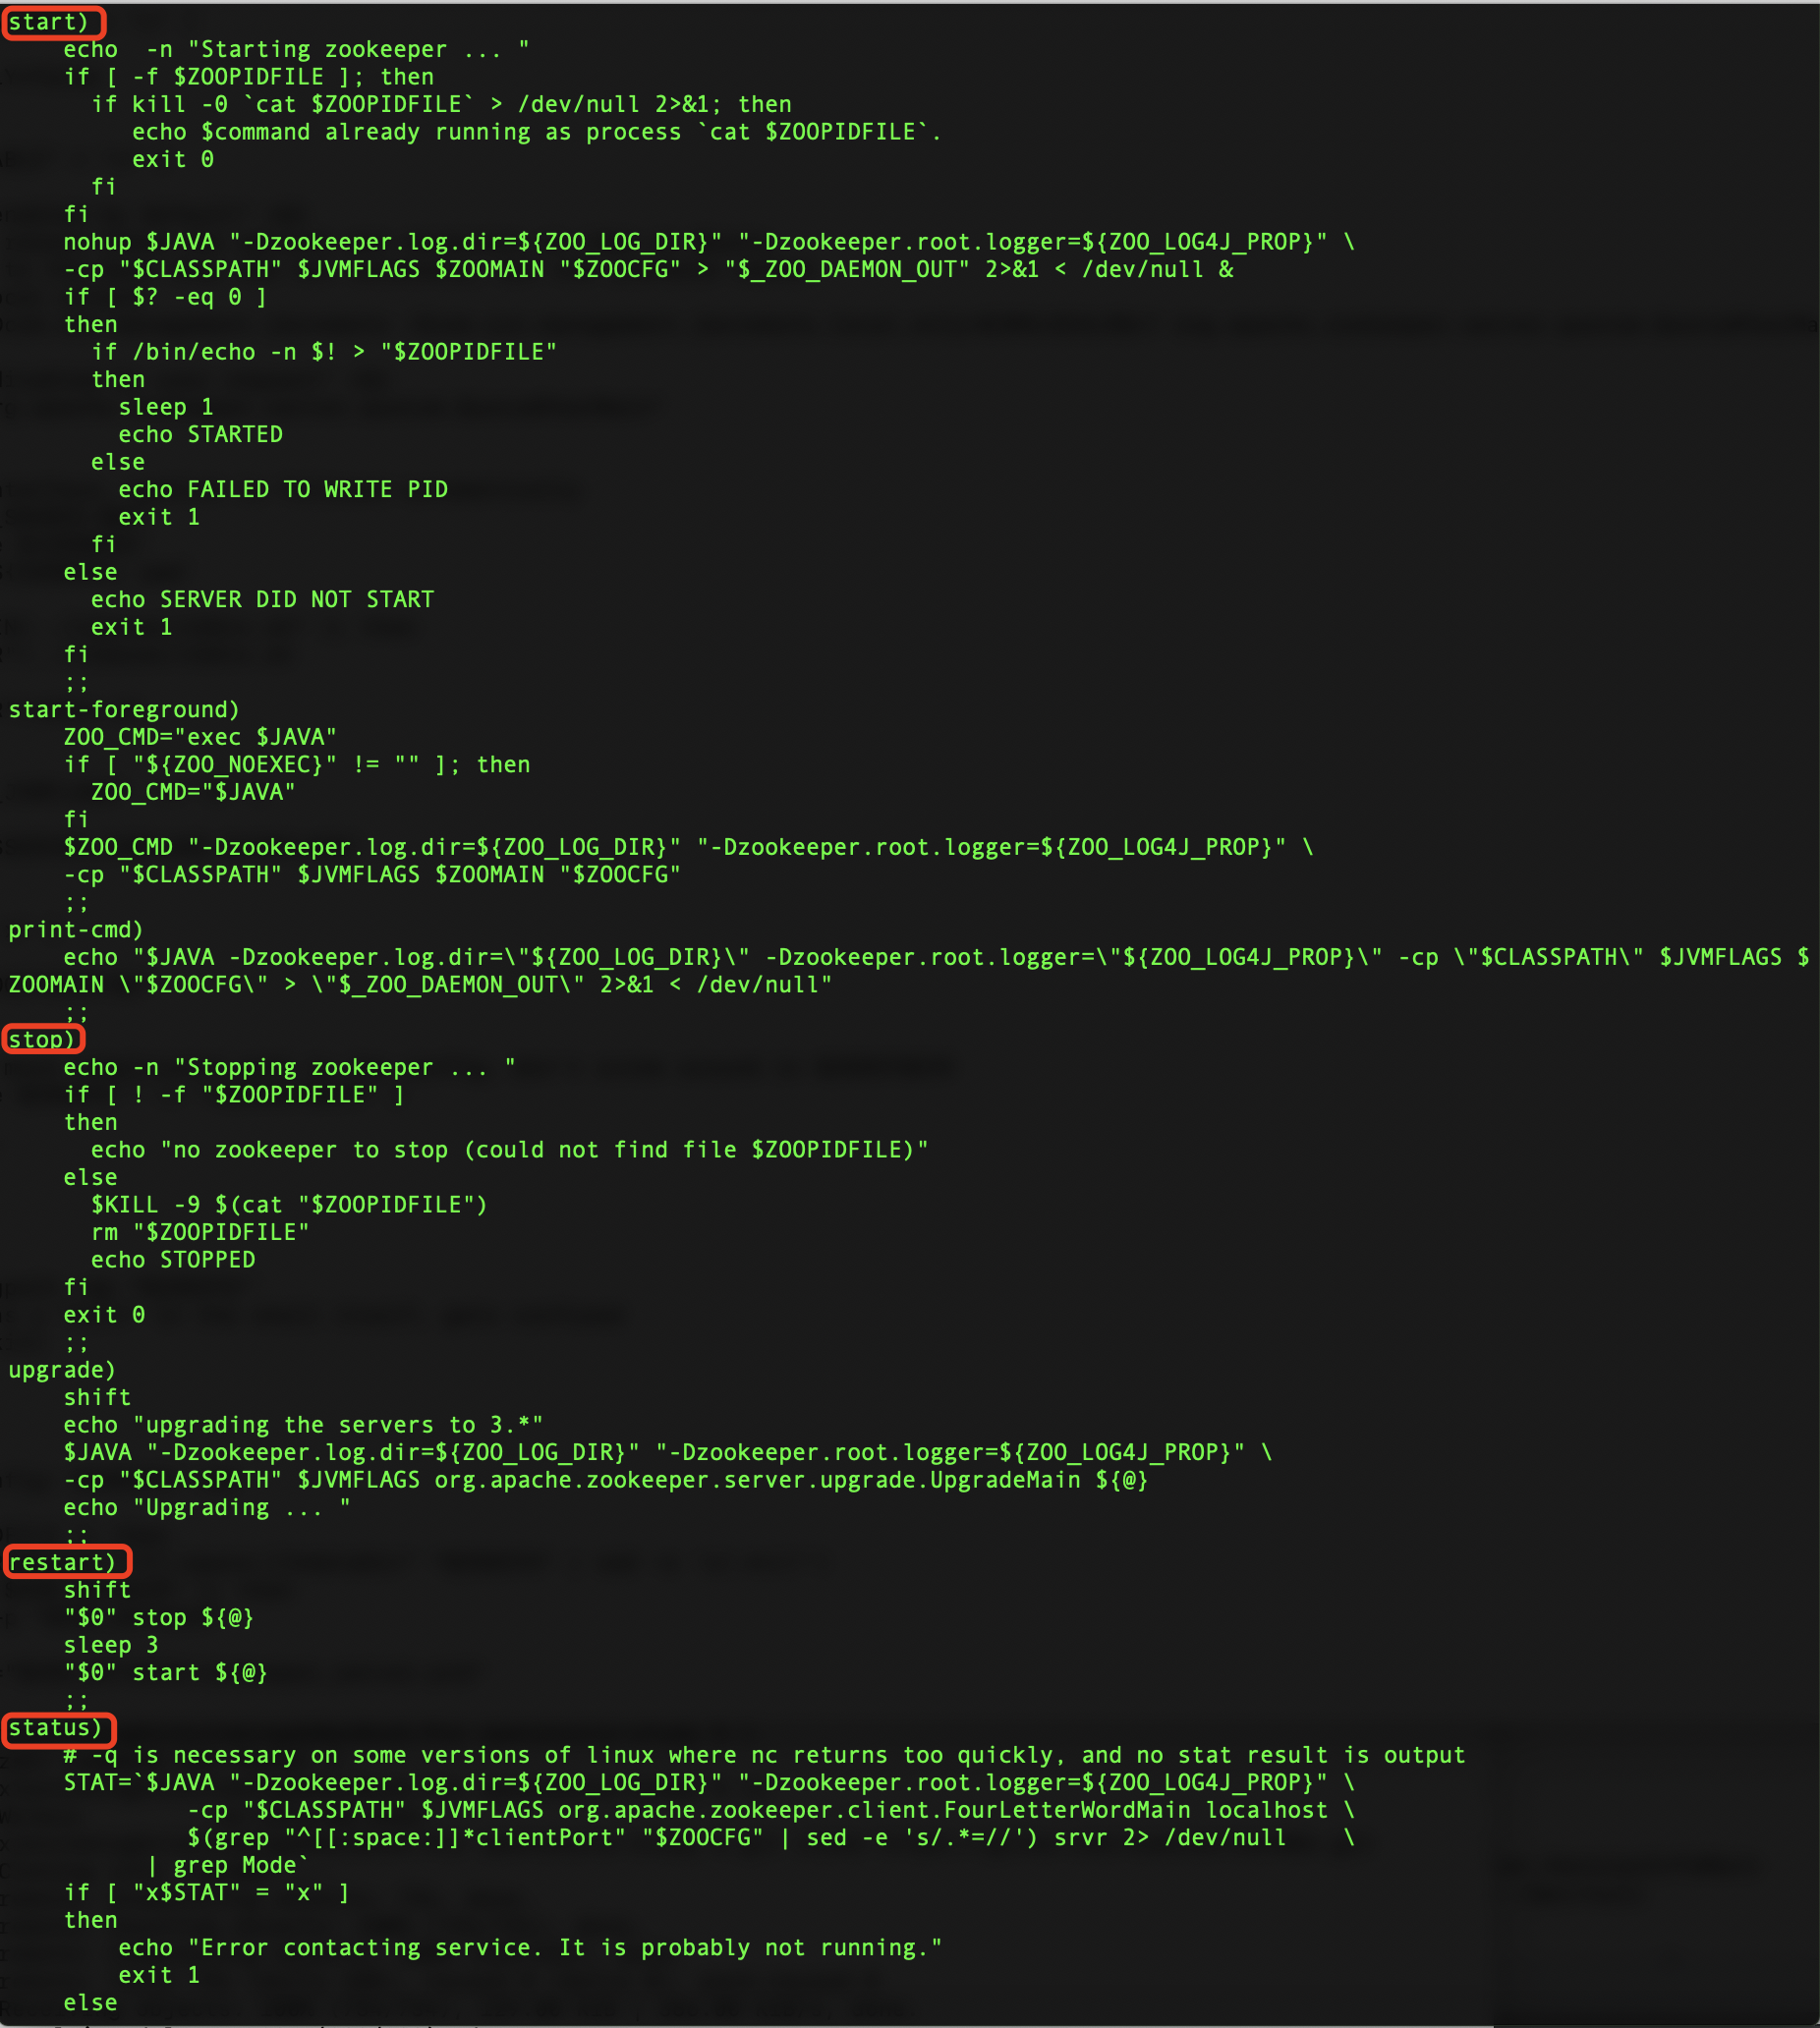 start)
    echo  -n "Starting zookeeper ... "
    if [ -f $ZOOPIDFILE ]; then
      if kill -0 `cat $ZOOPIDFILE` > /dev/null 2>&1; then
         echo $command already running as process `cat $ZOOPIDFILE`.
         exit 0
      fi
    fi
    nohup $JAVA "-Dzookeeper.log.dir=${ZOO_LOG_DIR}" "-Dzookeeper.root.logger=${ZOO_LOG4J_PROP}" \
    -cp "$CLASSPATH" $JVMFLAGS $ZOOMAIN "$ZOOCFG" > "$_ZOO_DAEMON_OUT" 2>&1 < /dev/null &
    if [ $? -eq 0 ]
    then
      if /bin/echo -n $! > "$ZOOPIDFILE"
      then
        sleep 1
        echo STARTED
      else
        echo FAILED TO WRITE PID
        exit 1
      fi
    else
      echo SERVER DID NOT START
      exit 1
    fi
    ;;
start-foreground)
    ZOO_CMD="exec $JAVA"
    if [ "${ZOO_NOEXEC}" != "" ]; then
      ZOO_CMD="$JAVA"
    fi
    $ZOO_CMD "-Dzookeeper.log.dir=${ZOO_LOG_DIR}" "-Dzookeeper.root.logger=${ZOO_LOG4J_PROP}" \
    -cp "$CLASSPATH" $JVMFLAGS $ZOOMAIN "$ZOOCFG"
    ;;
print-cmd)
    echo "$JAVA -Dzookeeper.log.dir=\"${ZOO_LOG_DIR}\" -Dzookeeper.root.logger=\"${ZOO_LOG4J_PROP}\" -cp \"$CLASSPATH\" $JVMFLAGS $
ZOOMAIN \"$ZOOCFG\" > \"$_ZOO_DAEMON_OUT\" 2>&1 < /dev/null"
    ;;
stop)
    echo -n "Stopping zookeeper ... "
    if [ ! -f "$ZOOPIDFILE" ]
    then
      echo "no zookeeper to stop (could not find file $ZOOPIDFILE)"
    else
      $KILL -9 $(cat "$ZOOPIDFILE")
      rm "$ZOOPIDFILE"
      echo STOPPED
    fi
    exit 0
    ;;
upgrade)
    shift
    echo "upgrading the servers to 3.*"
    $JAVA "-Dzookeeper.log.dir=${ZOO_LOG_DIR}" "-Dzookeeper.root.logger=${ZOO_LOG4J_PROP}" \
    -cp "$CLASSPATH" $JVMFLAGS org.apache.zookeeper.server.upgrade.UpgradeMain ${@}
    echo "Upgrading ... "
    ;;
restart)
    shift
    "$0" stop ${@}
    sleep 3
    "$0" start ${@}
    ;;
status)
    # -q is necessary on some versions of linux where nc returns too quickly, and no stat result is output
    STAT=`$JAVA "-Dzookeeper.log.dir=${ZOO_LOG_DIR}" "-Dzookeeper.root.logger=${ZOO_LOG4J_PROP}" \
             -cp "$CLASSPATH" $JVMFLAGS org.apache.zookeeper.client.FourLetterWordMain localhost \
             $(grep "^[[:space:]]*clientPort" "$ZOOCFG" | sed -e 's/.*=//') srvr 2> /dev/null    \
          | grep Mode`
    if [ "x$STAT" = "x" ]
    then
        echo "Error contacting service. It is probably not running."
        exit 1
    else